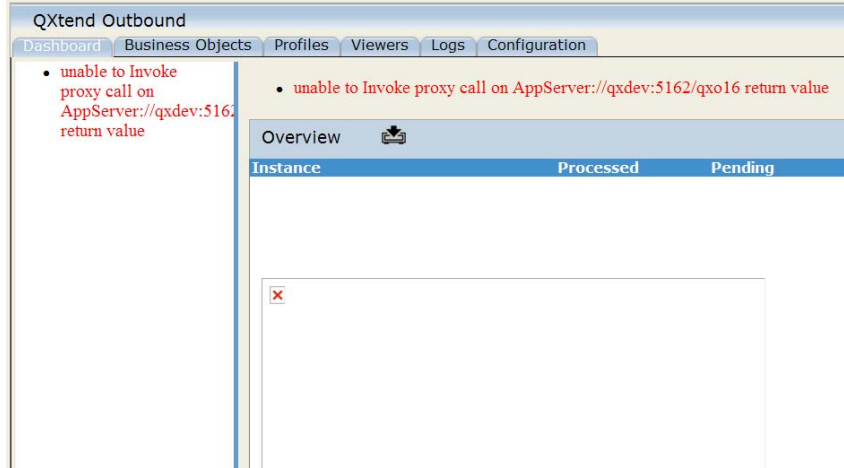 QXtend Outbound
Dashboard Business Objects Profiles Viewers Logs Configuration
unable to Invoke
proxy call on
AppServer://qxdev:5162
return value
unable to Invoke proxy call on AppServer://qxdev:5162/qxo16 return value
Overview
Instance Processed Pending